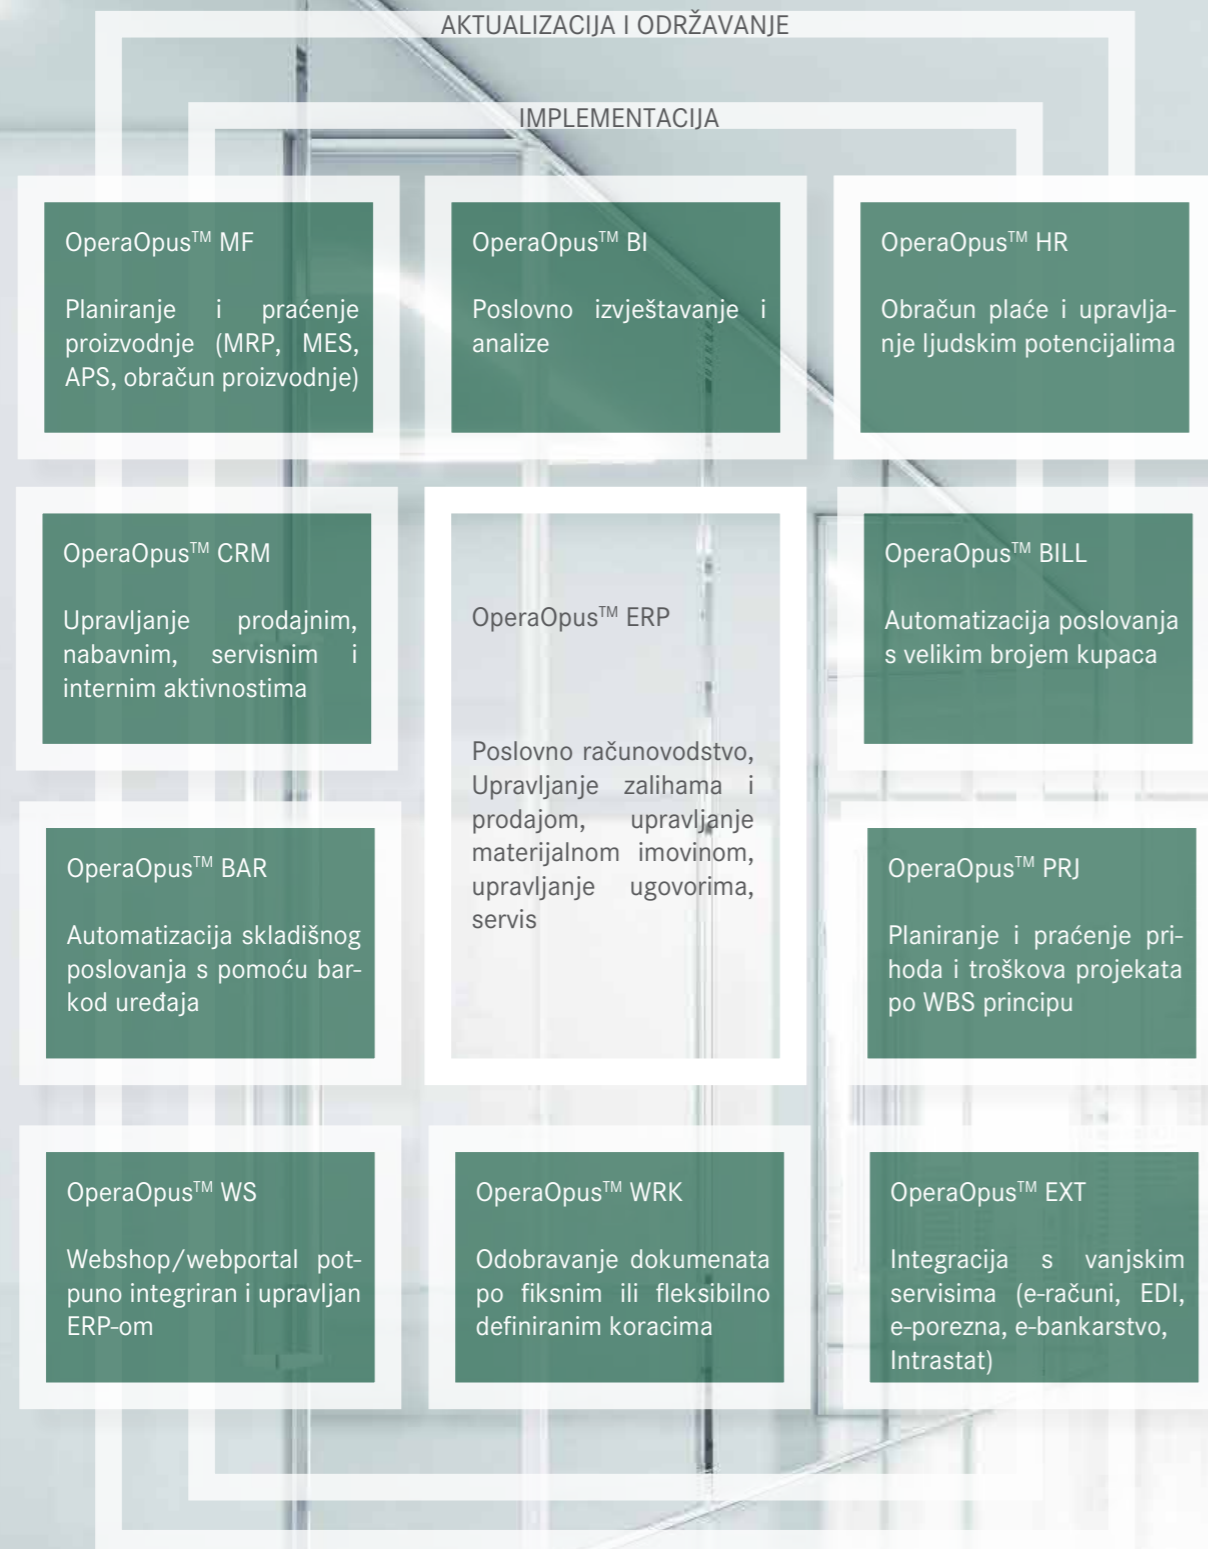 AKTUALIZACIJA I ODRŽAVANJE
IMPLEMENTACIJA
OperaOpus™ MF
Planiranje i praćenje
proizvodnje (MRP, MES,
APS, obračun proizvodnje)
OperaOpus™ BI
Poslovno izvještavanje i
analize
OperaOpus™ HR
Obračun plaće i upravlja-
nje ljudskim potencijalima
OperaOpus™ CRM
Upravljanje prodajnim,
nabavnim, servisnim i
internim aktivnostima
OperaOpus™ ERP
Poslovno računovodstvo,
Upravljanje zalihama i
prodajom, upravljanje
materijalnom imovinom,
upravljanje ugovorima,
servis
OperaOpus™ BILL
Automatizacija poslovanja
s velikim brojem kupaca
OperaOpus™ BAR
Automatizacija skladišnog
poslovanja s pomoću bar-
kod uređaja
OperaOpus™ PRJ
Planiranje i praćenje pri-
hoda i troškova projekata
po WBS principu
OperaOpus™ WS
Webshop/webportal pot-
puno integriran i upravljan
ERP-om
OperaOpus™ WRK
Odobravanje dokumenata
po fiksnim ili fleksibilno
definiranim koracima
OperaOpus™ EXT
Integracija s vanjskim
servisima (e-računi, EDI,
e-porezna, e-bankarstvo,
Intrastat)